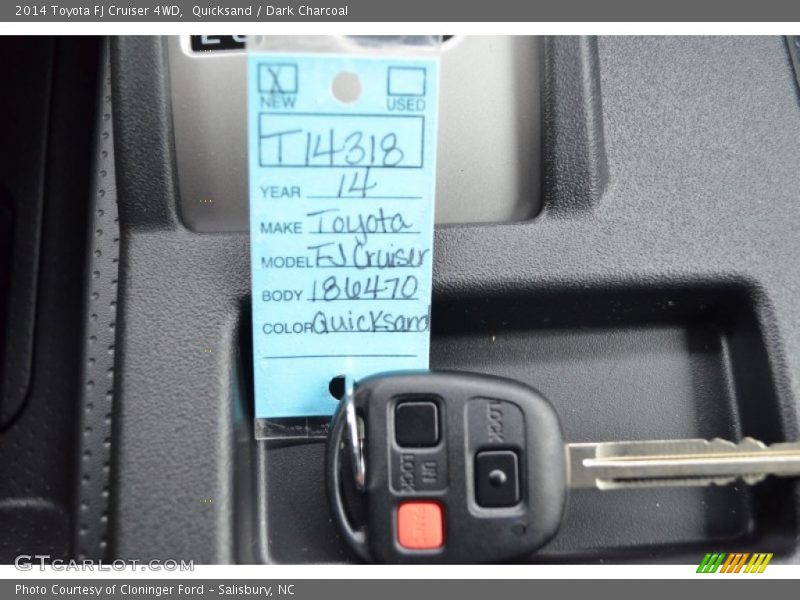 2014 Toyota FJ Cruiser 4WD, Quicksand / Dark Charcoal
X
NEW USED
T14318
YEAR 14
MAKE Toyota
MODEL FJ Cruiser
BODY 186470
COLOR Quicksand
LOCK
UN
LOCK
GTCarLot.com
Photo Courtesy of Cloninger Ford - Salisbury, NC